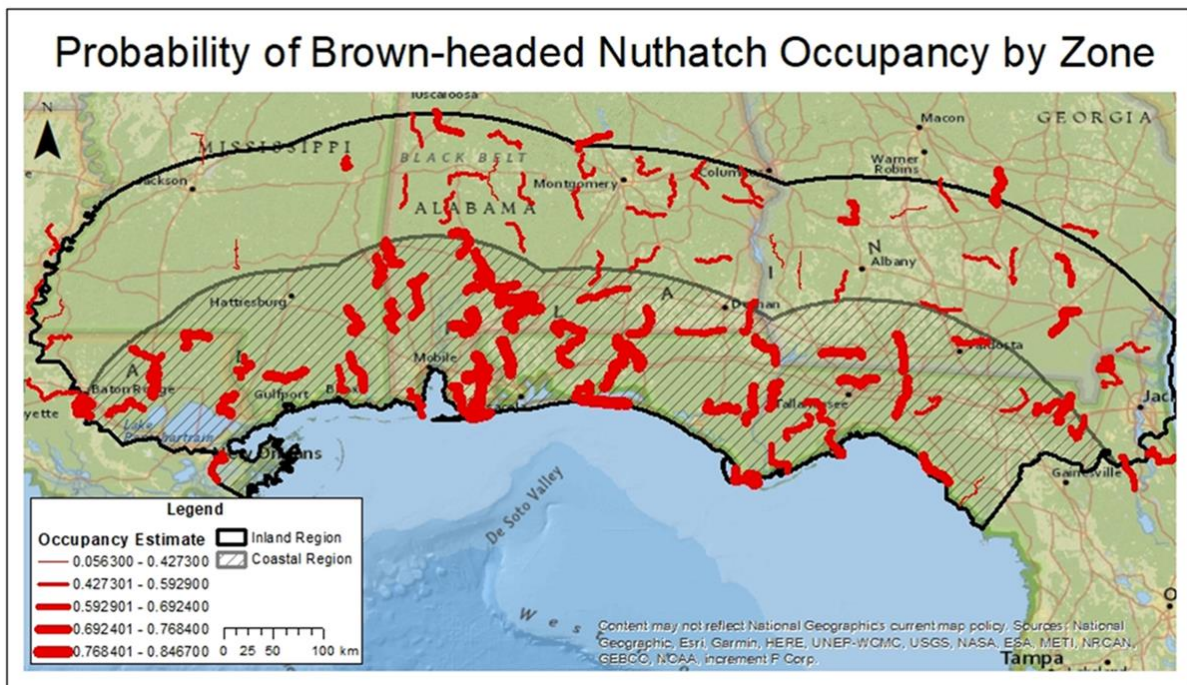 Probability of Brown-headed Nuthatch Occupancy by Zone
N
Tuscaloosa
MISSISSIPPI
BLACK BELT
Macon
GEORGIA
Jackson
Montgomery
Warner
Robins
ALABAMA
N
Albany
I
Hattiesburg
A
Dothan
L
Valdosta
Mobile
A
L
Baton Rouge
Gulfport
Tallahassee
Lake
Pontchartrain
New Orleans
Gainesville
De Soto Valley
Legend
Occupancy Estimate
Inland Region
Coastal Region
0.056300 - 0.427300
0.427301 - 0.592900
0.592901 - 0.692400
0.692401 - 0.768400
0.768401 - 0.846700
0 25 50 100 km
Content may not reflect National Geographic's current map policy. Sources: National
Geographic, Esri, Garmin, HERE, UNEP-WCMC, USGS, NASA, ESA, METI, NRCAN,
GEBCO, NOAA, increment P Corp.
Tampa
Lakeland